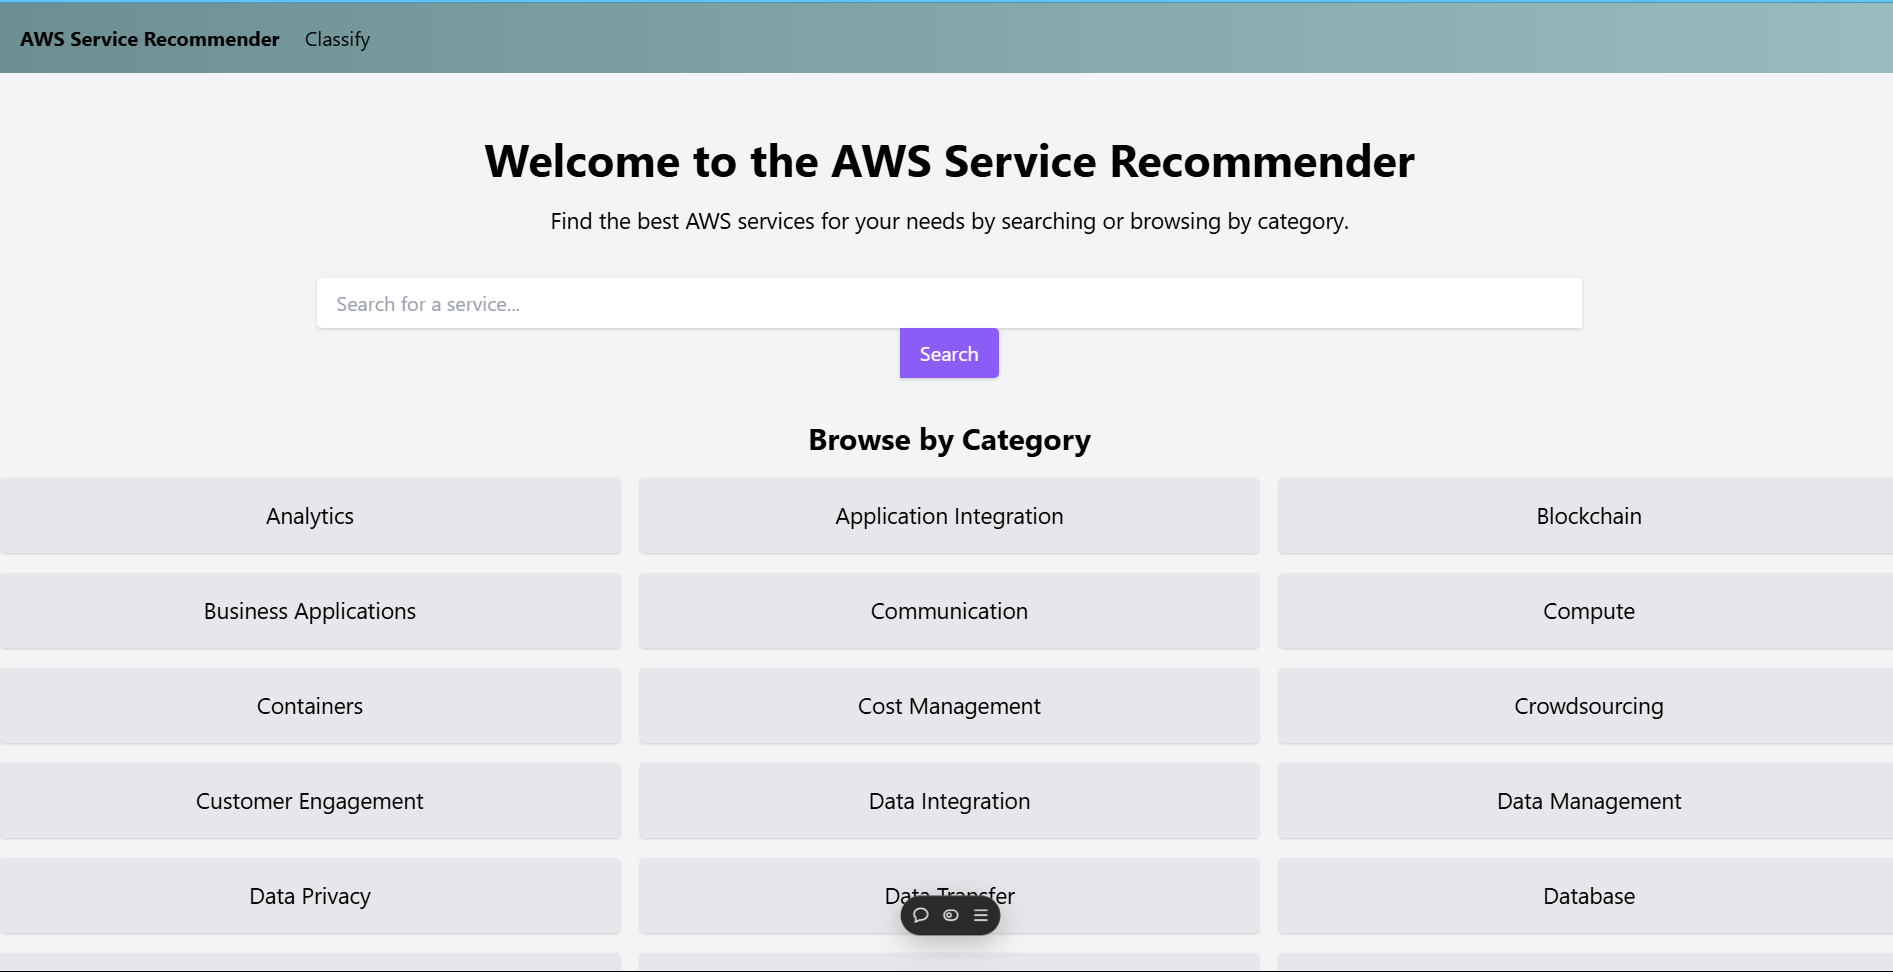 AWS Service Recommender Classify
Welcome to the AWS Service Recommender
Find the best AWS services for your needs by searching or browsing by category.
Search for a service...
Search
Browse by Category
Analytics
Application Integration
Blockchain
Business Applications
Communication
Compute
Containers
Cost Management
Crowdsourcing
Customer Engagement
Data Integration
Data Management
Data Privacy
Data Transfer
Database